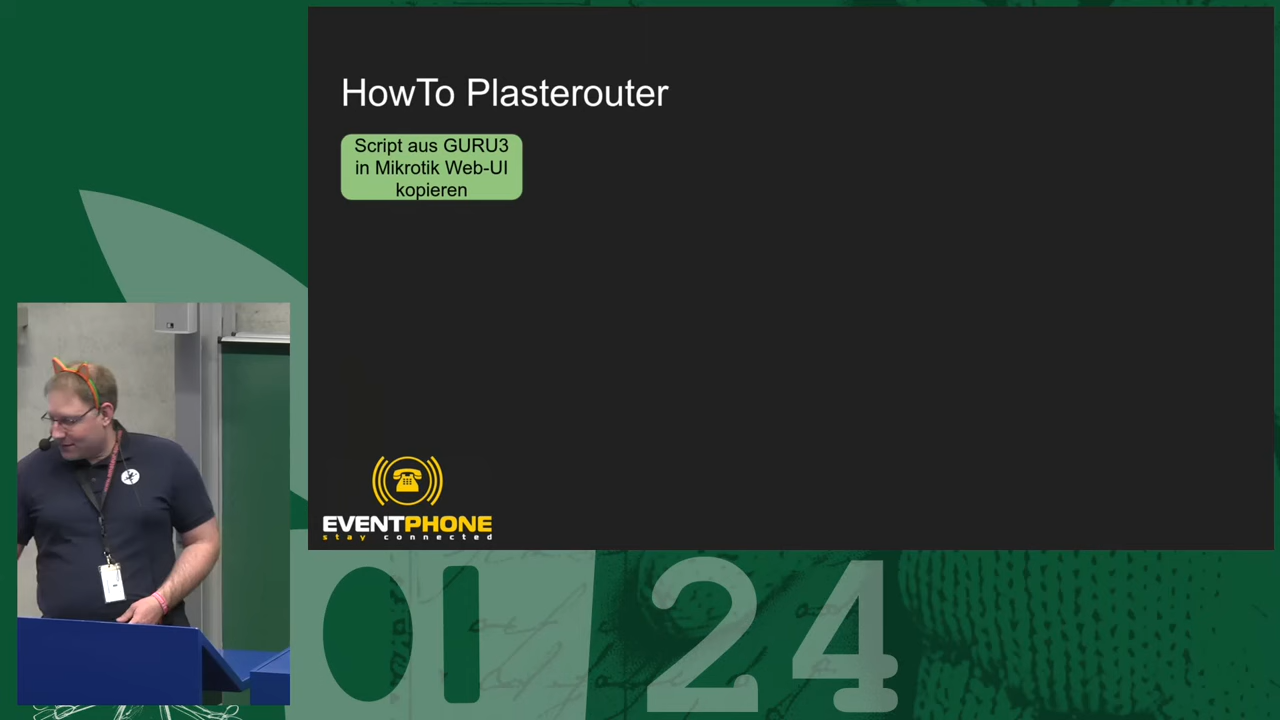 HowTo Plasterouter
Script aus GURU3
in Mikrotik Web-UI
kopieren
EVENTPHONE
stay connected
24